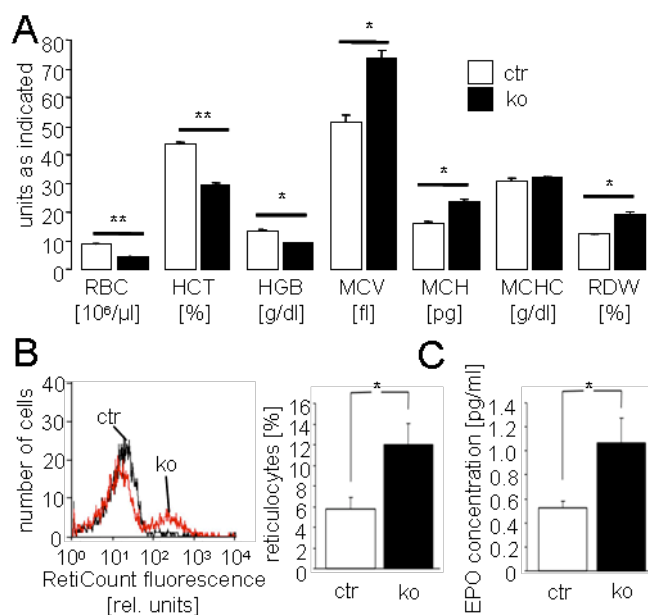 A
units as indicated
80
70
60
50
40
30
20
10
0
*
**
**
*
*
*
ctr
ko
RBC HCT HGB MCV MCH MCHC RDW
[10⁶/µl] [%] [g/dl] [fl] [pg] [g/dl] [%]
B
number of cells
40
30
20
10
0
ctr
ko
10⁰ 10¹ 10² 10³ 10⁴
RetiCount fluorescence
[rel. units]
reticulocytes [%]
16
14
12
10
8
6
4
2
0
*
ctr ko
C
EPO concentration [pg/ml]
1.4
1.2
1.0
0.8
0.6
0.4
0.2
0
*
ctr ko